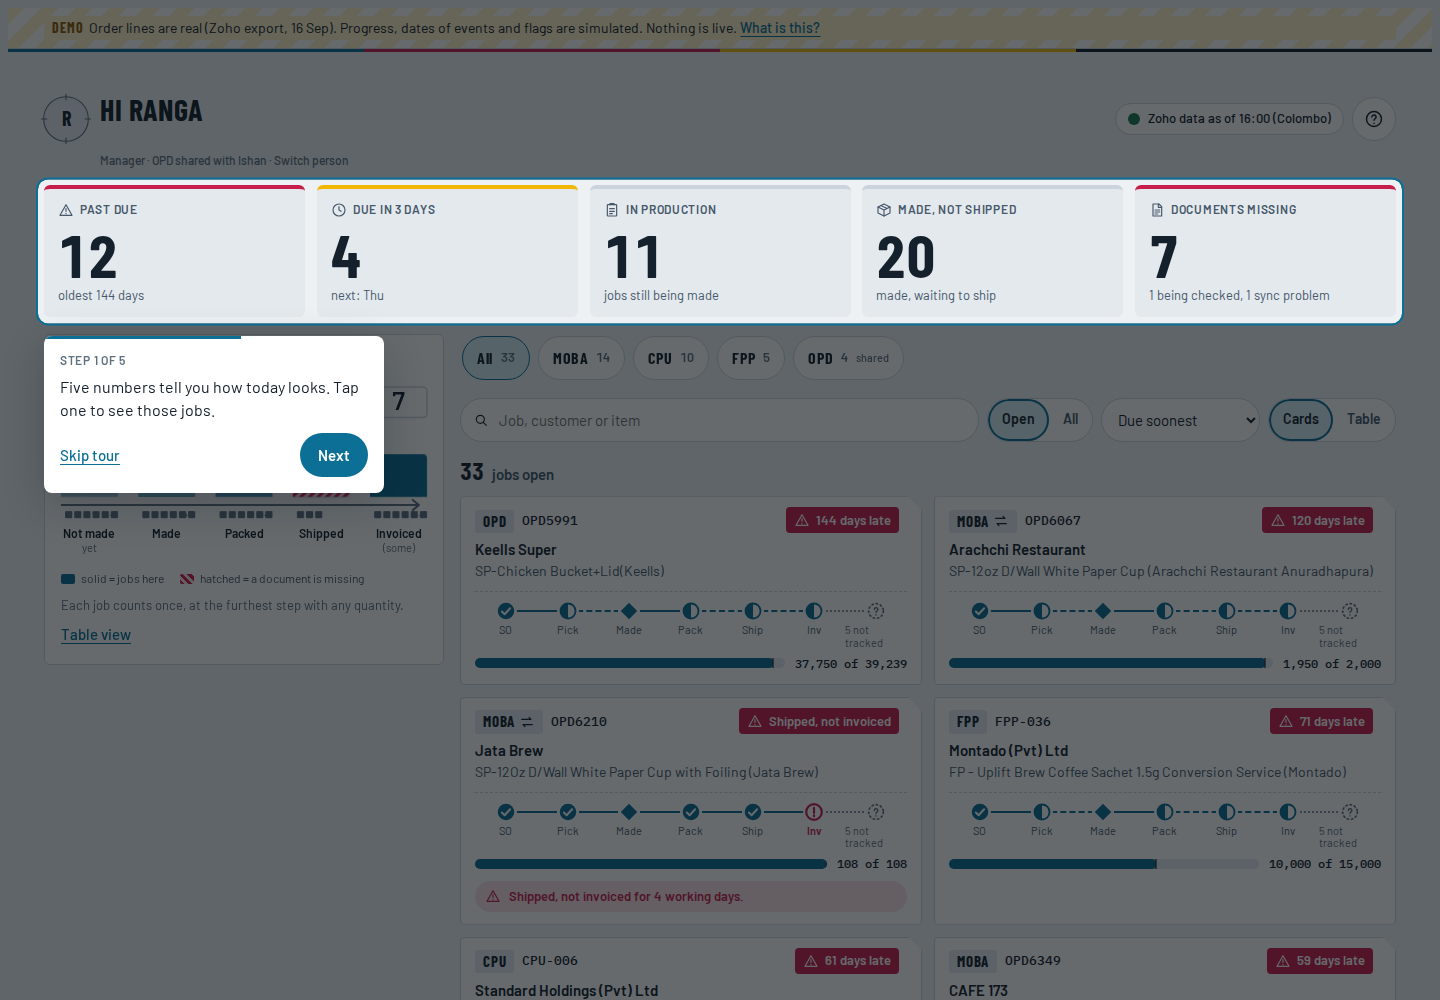 DEMO Order lines are real (Zoho export, 16 Sep). Progress, dates of events and flags are simulated. Nothing is live. What is this?
R
HI RANGA
Manager · OPD shared with Ishan · Switch person
Zoho data as of 16:00 (Colombo)
PAST DUE
12
oldest 144 days
DUE IN 3 DAYS
4
next: Thu
IN PRODUCTION
11
jobs still being made
MADE, NOT SHIPPED
20
made, waiting to ship
DOCUMENTS MISSING
7
1 being checked, 1 sync problem
STEP 1 OF 5
Five numbers tell you how today looks. Tap
one to see those jobs.
Skip tour
Next
7
Not made
yet
Made
Packed
Shipped
Invoiced
(some)
solid = jobs here
hatched = a document is missing
Each job counts once, at the furthest step with any quantity.
Table view
All 33
MOBA 14
CPU 10
FPP 5
OPD 4 shared
Job, customer or item
Open
All
Due soonest
Cards
Table
33 jobs open
OPD OPD5991
144 days late
Keells Super
SP-Chicken Bucket+Lid(Keells)
SO Pick Made Pack Ship Inv 5 not
tracked
37,750 of 39,239
MOBA OPD6067
120 days late
Arachchi Restaurant
SP-12oz D/Wall White Paper Cup (Arachchi Restaurant Anuradhapura)
SO Pick Made Pack Ship Inv 5 not
tracked
1,950 of 2,000
MOBA OPD6210
Shipped, not invoiced
Jata Brew
SP-12Oz D/Wall White Paper Cup with Foiling (Jata Brew)
SO Pick Made Pack Ship Inv 5 not
tracked
108 of 108
Shipped, not invoiced for 4 working days.
FPP FPP-036
71 days late
Montado (Pvt) Ltd
FP - Uplift Brew Coffee Sachet 1.5g Conversion Service (Montado)
SO Pick Made Pack Ship Inv 5 not
tracked
10,000 of 15,000
CPU CPU-006
61 days late
Standard Holdings (Pvt) Ltd
MOBA OPD6349
59 days late
CAFE 173